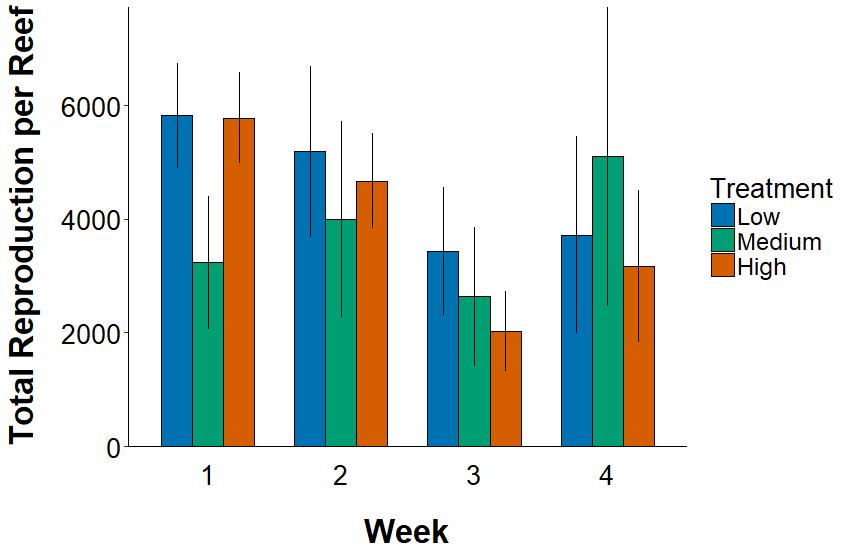 Total Reproduction per Reef
6000
4000
2000
0
1 2 3 4
Week
Treatment
Low
Medium
High